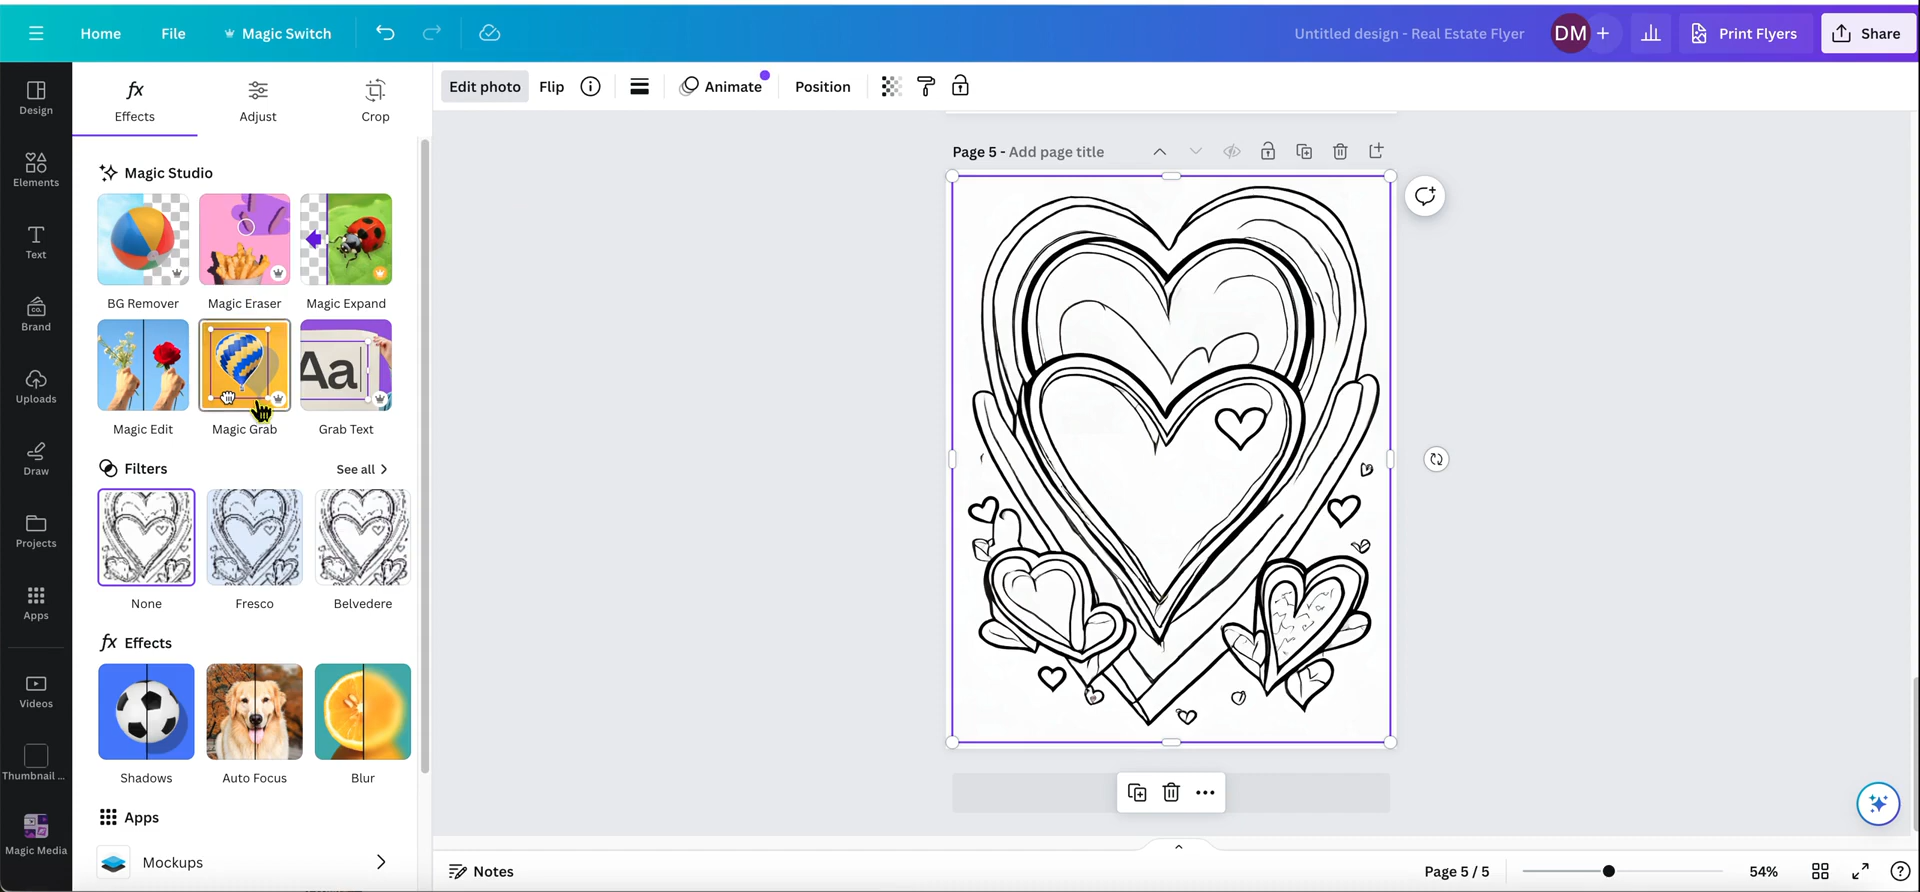 Home File Magic Switch Untitled design - Real Estate Flyer DM + Print Flyers Share
Edit photo Flip Animate Position
Design
Elements
Text
Brand
CO.
Uploads
Draw
Projects
Apps
Videos
Thumbnail ...
Magic Media
fx
Effects Adjust Crop
Magic Studio
BG Remover Magic Eraser Magic Expand
Aa
Magic Edit Magic Grab Grab Text
Filters See all
None Fresco Belvedere
fx Effects
Shadows Auto Focus Blur
Apps
Mockups
Page 5 - Add page title
Notes Page 5 / 5 54% ?